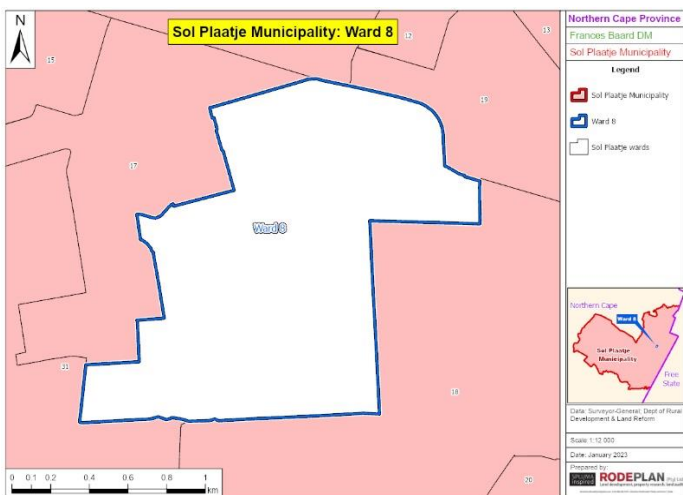 Sol Plaatje Municipality: Ward 8
N
15
12
13
19
37
Ward 8
31
18
20
0 0.1 0.2 0.4 0.6 0.8 1
km
Northern Cape Province
Frances Baard DM
Sol Plaatje Municipality
Legend
Sol Plaatje Municipality
Ward 8
Sol Plaatje wards
Northern Cape
Ward 8
Sol Plaatje
Municipality
Free
State
Data: Surveyor-General; Dept of Rural
Development & Land Reform
Scale 1:12 000
Date: January 2023
Prepared by:
SPLUMA
inspired
RODEPLAN